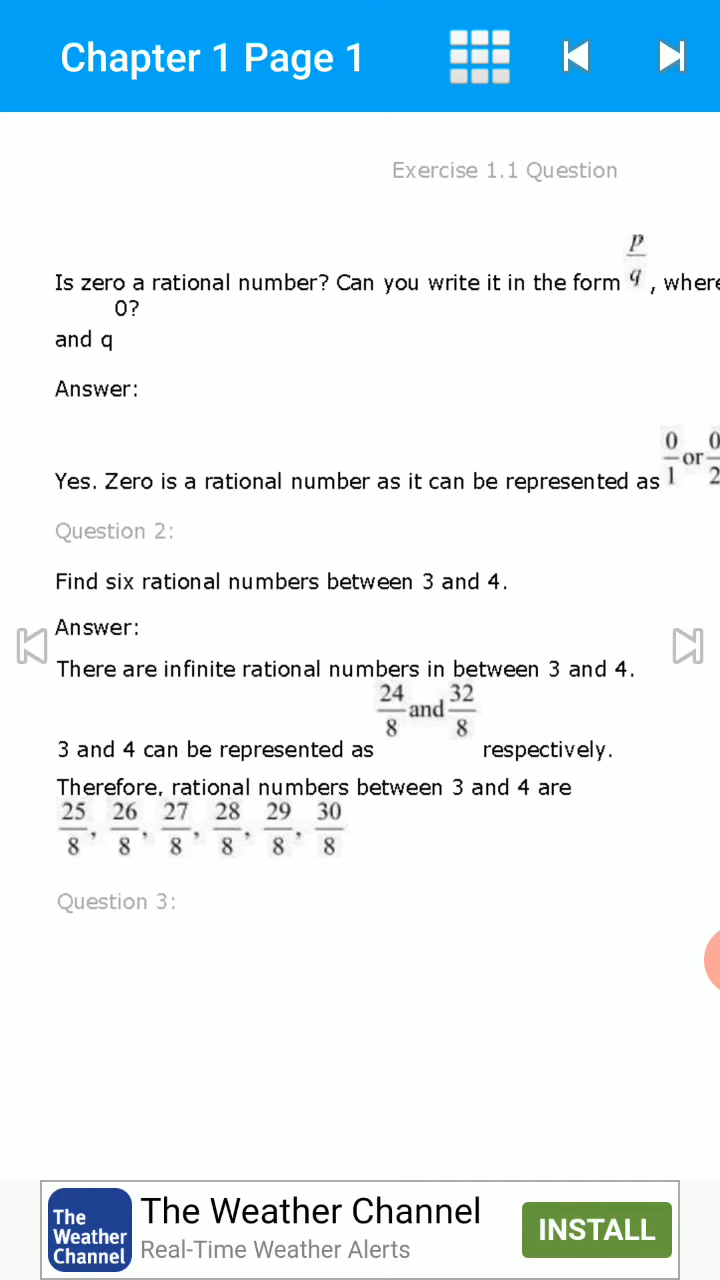 Chapter 1 Page 1
Exercise 1.1 Question
Is zero a rational number? Can you write it in the form p/q, where
0?
and q
Answer:
Yes. Zero is a rational number as it can be represented as 0/1 or 0/2
Question 2:
Find six rational numbers between 3 and 4.
Answer:
There are infinite rational numbers in between 3 and 4.
3 and 4 can be represented as 24/8 and 32/8 respectively.
Therefore, rational numbers between 3 and 4 are
25/8, 26/8, 27/8, 28/8, 29/8, 30/8
Question 3:
The Weather Channel
The Weather Channel
Real-Time Weather Alerts
INSTALL